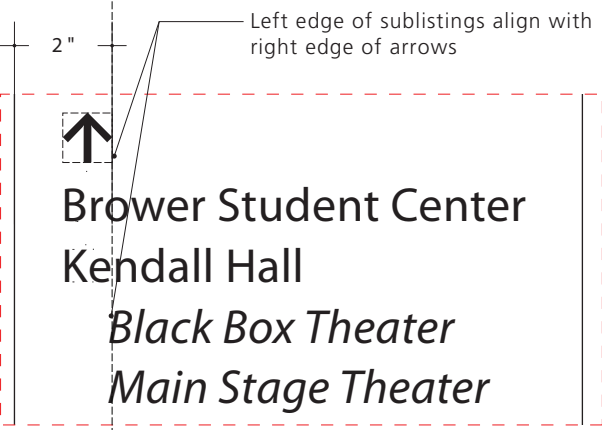 Left edge of sublistings align with
right edge of arrows
2"
Brower Student Center
Kendall Hall
Black Box Theater
Main Stage Theater